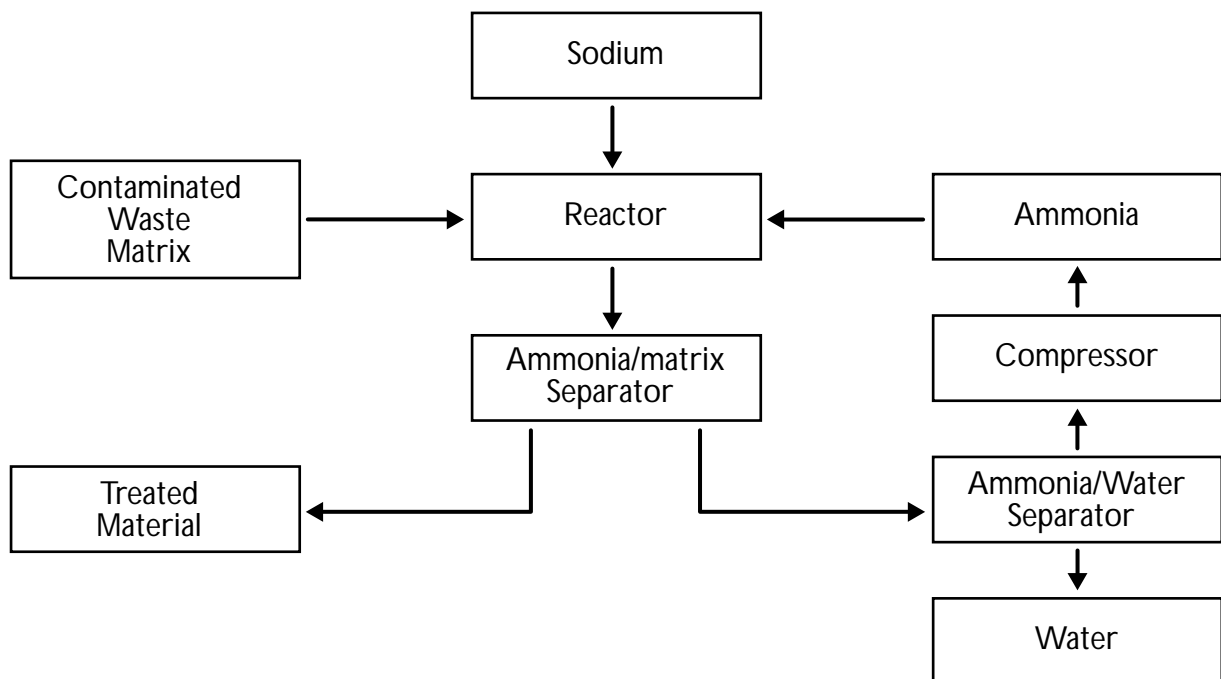 Sodium
Contaminated
Waste
Matrix
Reactor
Ammonia
Compressor
Ammonia/matrix
Separator
Treated
Material
Ammonia/Water
Separator
Water